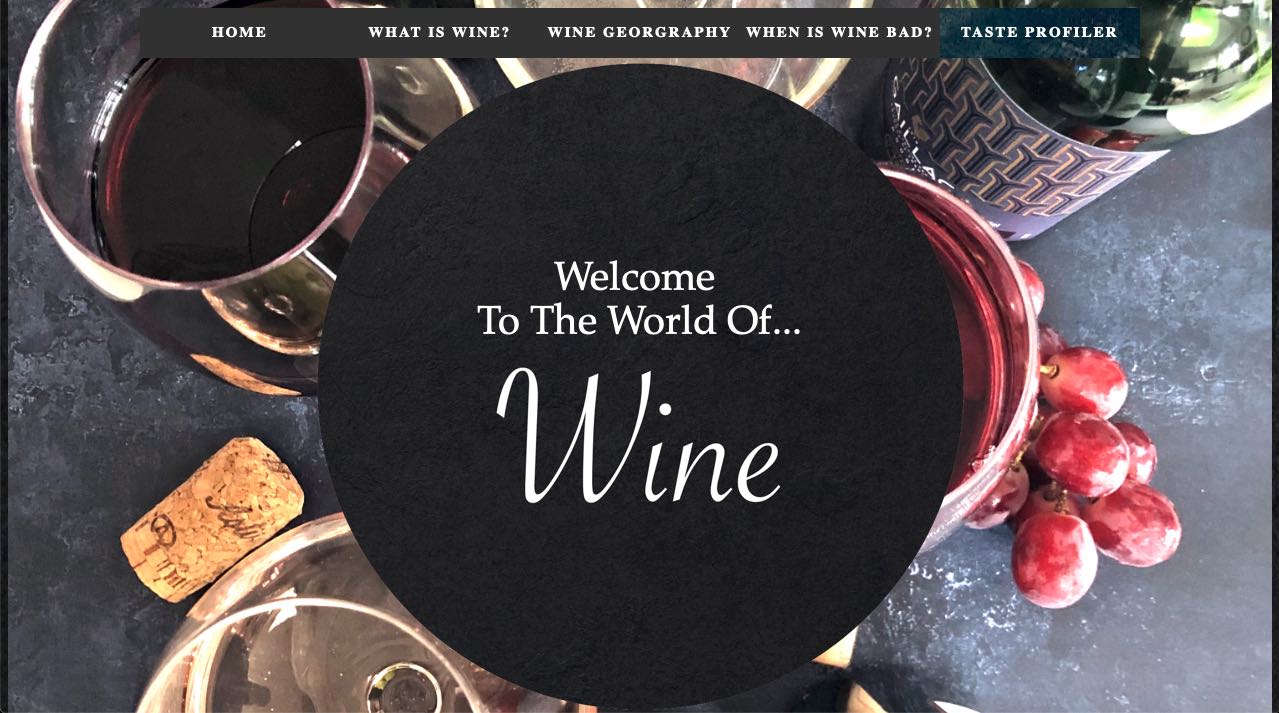 HOME
WHAT IS WINE?
WINE GEORGRAPHY
WHEN IS WINE BAD?
TASTE PROFILER
Welcome
To The World Of...
Wine